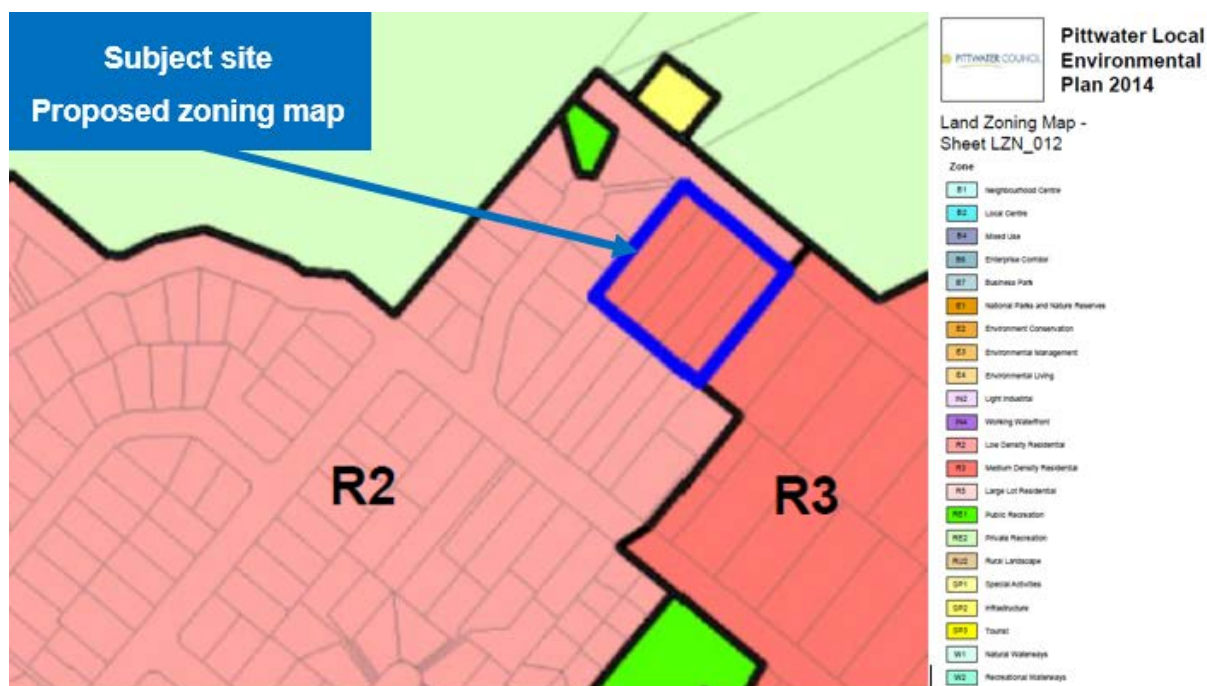 Subject site
Proposed zoning map
R2
R3
PITTWATER COUNCIL
Pittwater Local
Environmental
Plan 2014
Land Zoning Map -
Sheet LZN_012
Zone
B1 Neighbourhood Centre
B2 Local Centre
B4 Mixed Use
B6 Enterprise Corridor
B7 Business Park
E1 National Parks and Nature Reserves
E2 Environment Conservation
E3 Environmental Management
E4 Environmental Living
IN2 Light Industrial
IN4 Working Waterfront
R2 Low Density Residential
R3 Medium Density Residential
R5 Large Lot Residential
RE1 Public Recreation
RE2 Private Recreation
RU2 Rural Landscape
SP1 Special Activities
SP2 Infrastructure
SP3 Tourist
W1 Natural Waterways
W2 Recreational Waterways